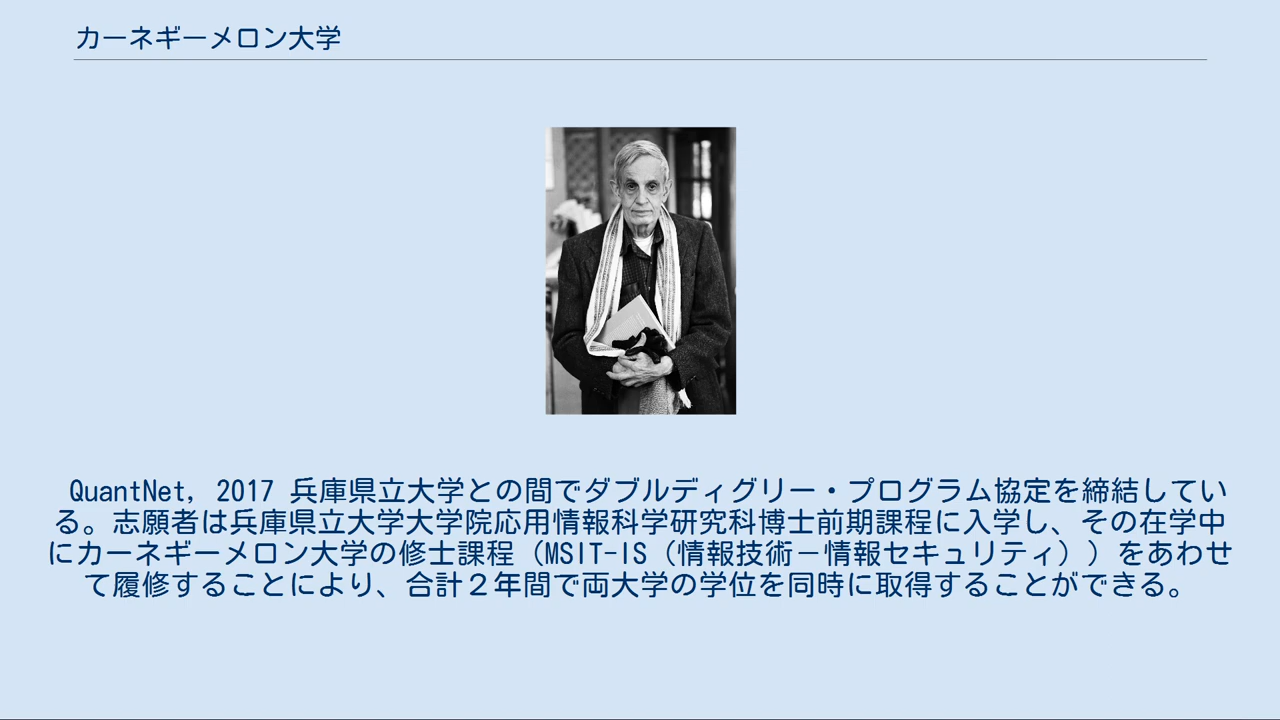 カーネギーメロン大学
QuantNet, 2017 兵庫県立大学との間でダブルディグリー・プログラム協定を締結してい
る。志願者は兵庫県立大学大学院応用情報科学研究科博士前期課程に入学し、その在学中
にカーネギーメロン大学の修士課程（MSIT-IS（情報技術－情報セキュリティ））をあわせ
て履修することにより、合計２年間で両大学の学位を同時に取得することができる。